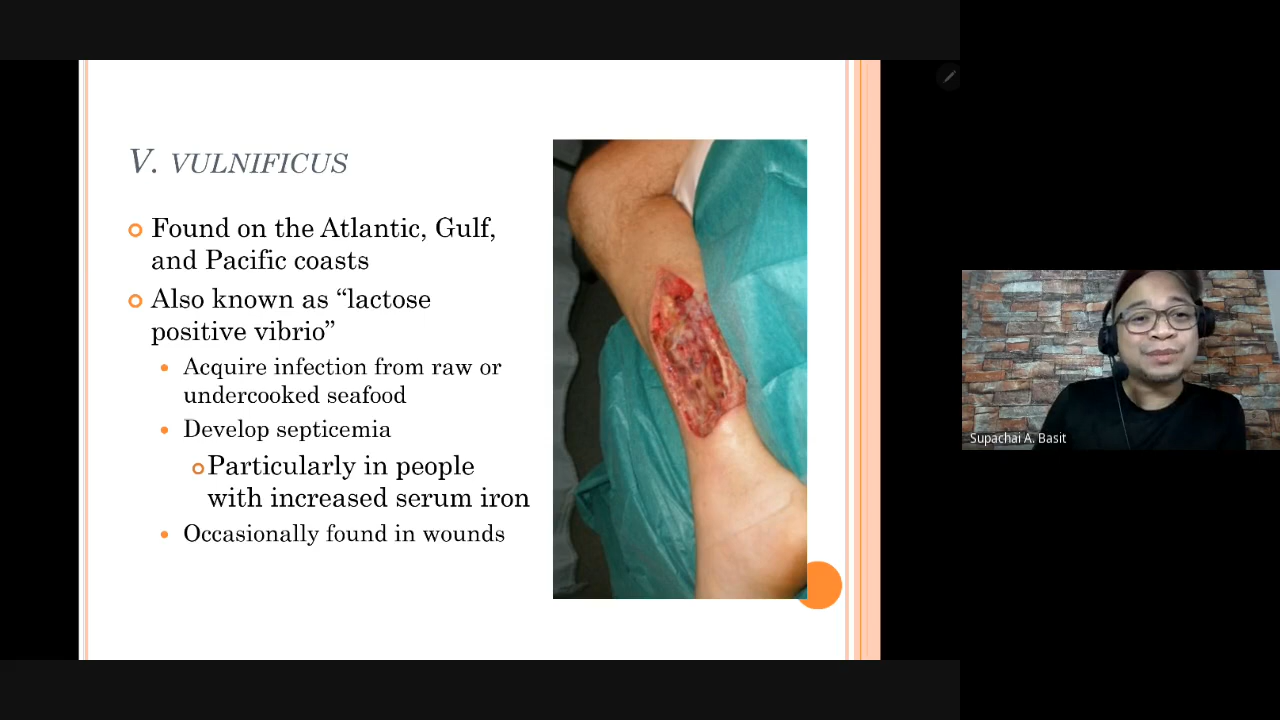 V. VULNIFICUS
Found on the Atlantic, Gulf,
and Pacific coasts
Also known as “lactose
positive vibrio”
Acquire infection from raw or
undercooked seafood
Develop septicemia
Particularly in people
with increased serum iron
Occasionally found in wounds
Supachai A. Basit